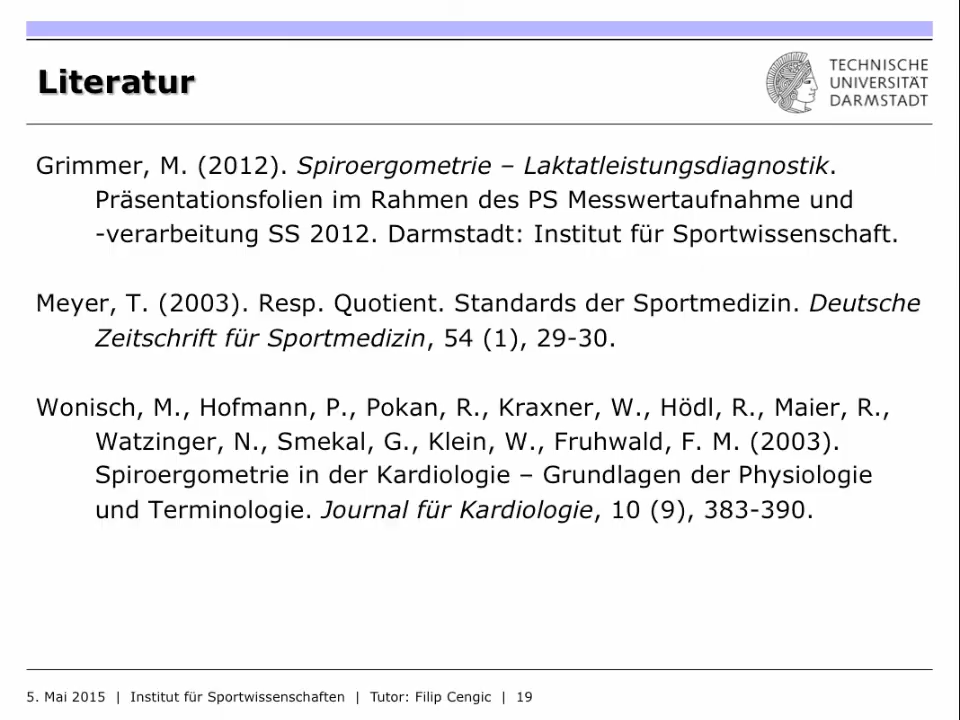 Literatur
TECHNISCHE
UNIVERSITÄT
DARMSTADT
Grimmer, M. (2012). Spiroergometrie – Laktatleistungsdiagnostik.
Präsentationsfolien im Rahmen des PS Messwertaufnahme und
-verarbeitung SS 2012. Darmstadt: Institut für Sportwissenschaft.
Meyer, T. (2003). Resp. Quotient. Standards der Sportmedizin. Deutsche
Zeitschrift für Sportmedizin, 54 (1), 29-30.
Wonisch, M., Hofmann, P., Pokan, R., Kraxner, W., Hödl, R., Maier, R.,
Watzinger, N., Smekal, G., Klein, W., Fruhwald, F. M. (2003).
Spiroergometrie in der Kardiologie – Grundlagen der Physiologie
und Terminologie. Journal für Kardiologie, 10 (9), 383-390.
5. Mai 2015 | Institut für Sportwissenschaften | Tutor: Filip Cengic | 19